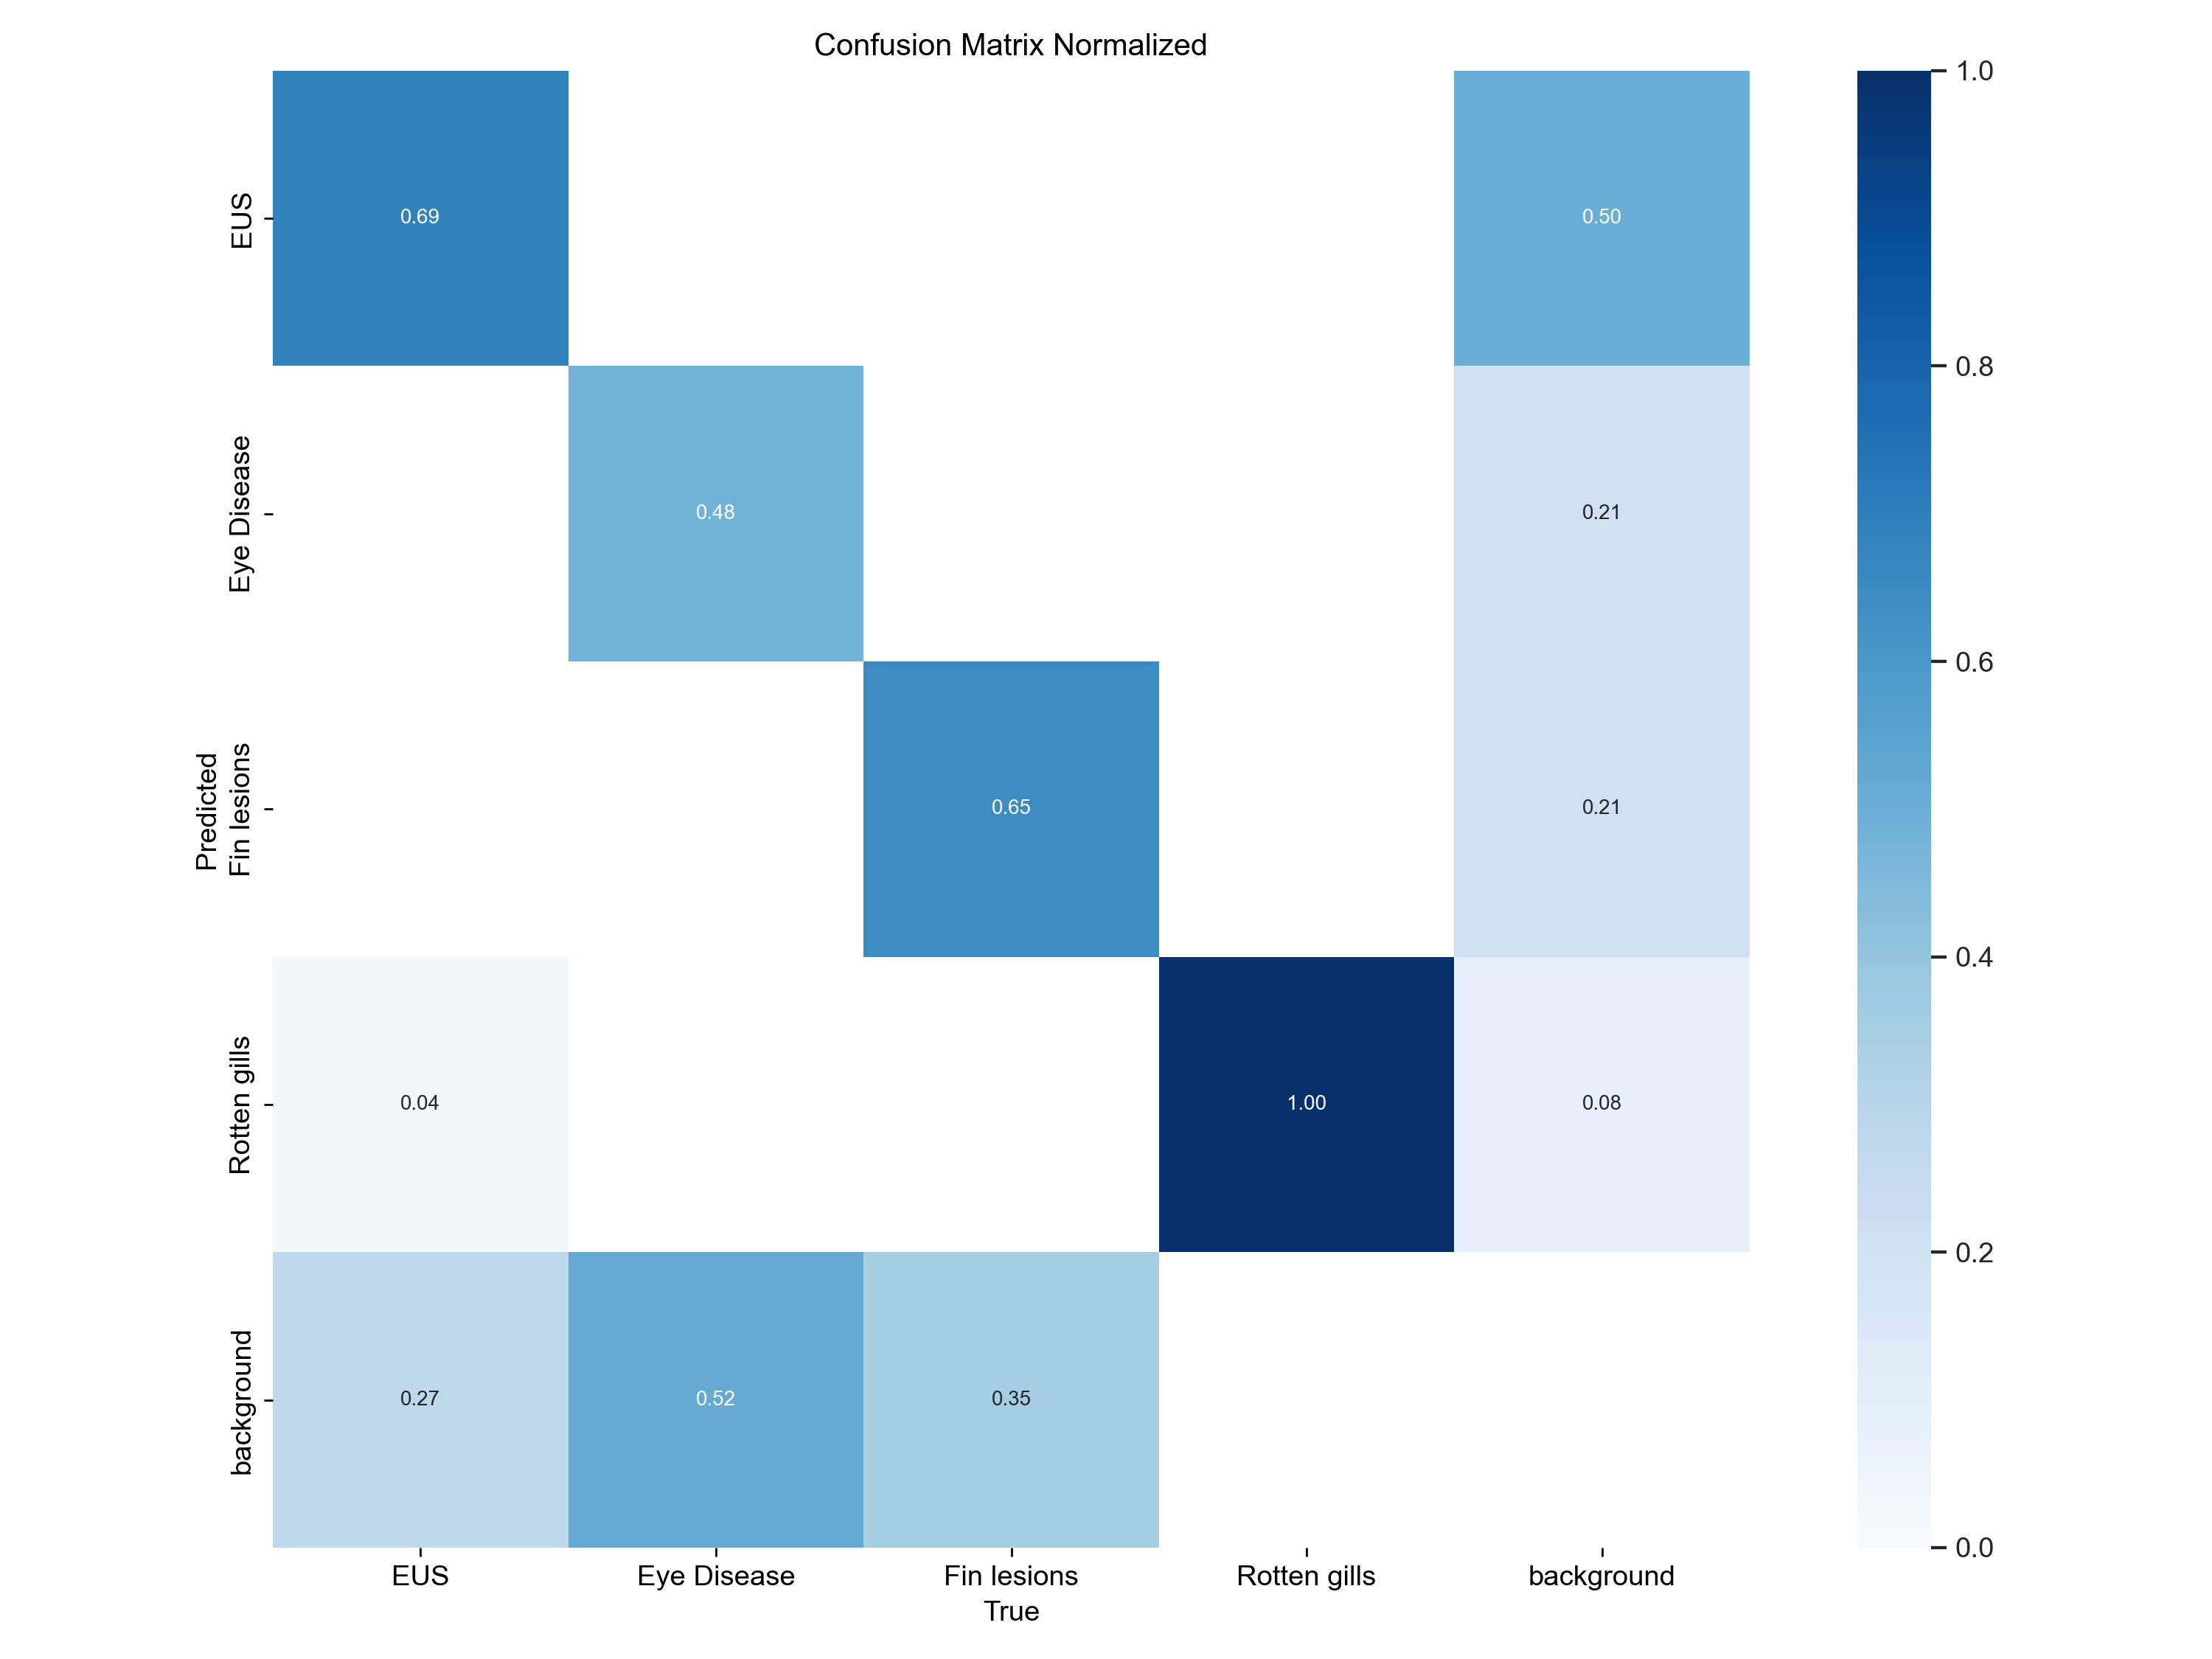 Confusion Matrix Normalized
EUS
Eye Disease
Predicted
Fin lesions
Rotten gills
background
0.69
0.50
0.48
0.21
0.65
0.21
0.04
1.00
0.08
0.27
0.52
0.35
EUS
Eye Disease
Fin lesions
Rotten gills
background
True
1.0
0.8
0.6
0.4
0.2
0.0